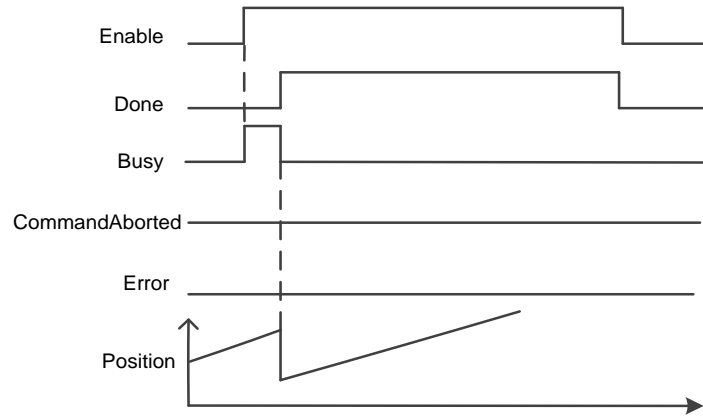 Enable
Done
Busy
CommandAborted
Error
Position